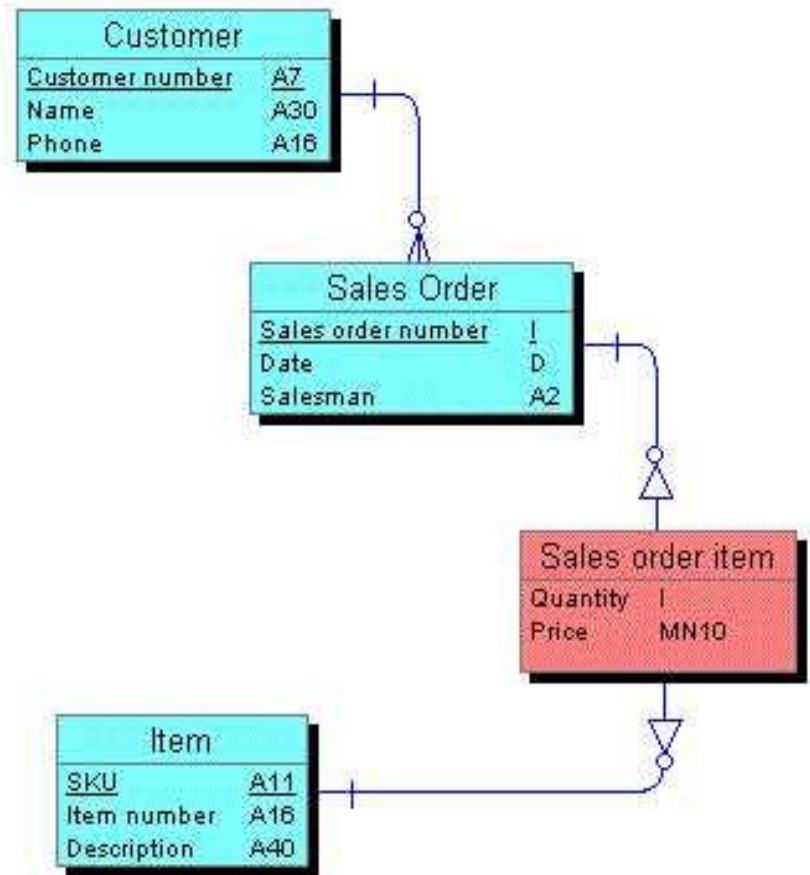 Customer
Customer number A7
Name A30
Phone A16
Sales Order
Sales order number I
Date D
Salesman A2
Sales order item
Quantity I
Price MN10
Item
SKU A11
Item number A16
Description A40